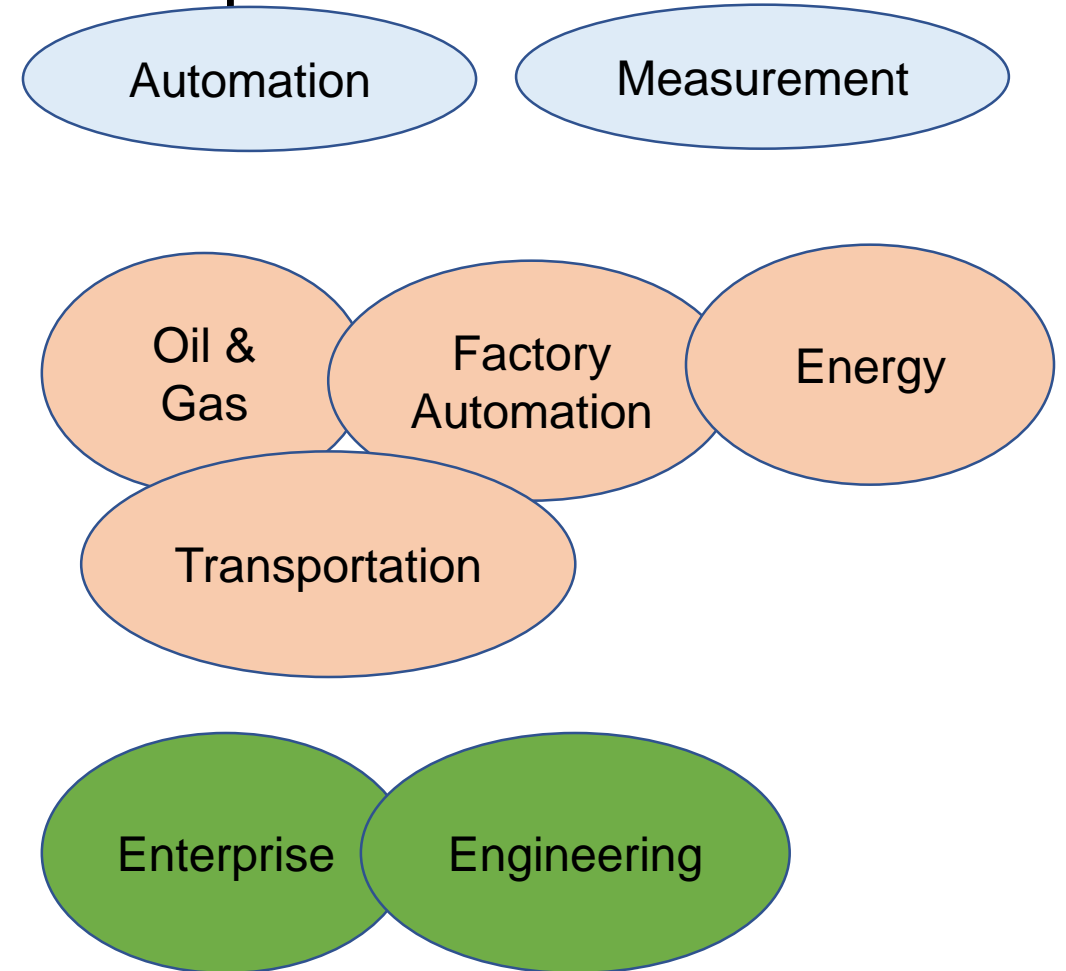 Automation
Measurement
Oil &
Gas
Factory
Automation
Energy
Transportation
Enterprise
Engineering